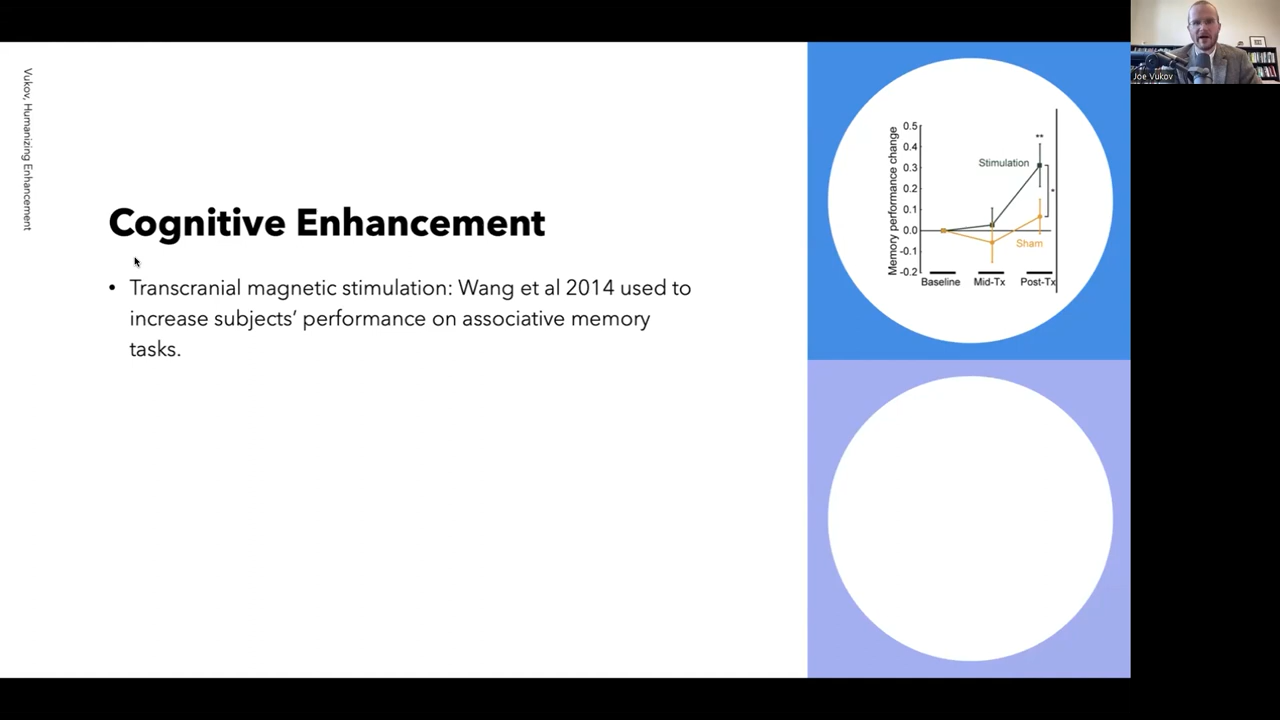 Vukov, Humanizing Enhancement
Cognitive Enhancement
• Transcranial magnetic stimulation: Wang et al 2014 used to
increase subjects’ performance on associative memory
tasks.
Memory performance change
0.5
0.4
0.3
0.2
0.1
0.0
-0.1
-0.2
**
Stimulation
*
Sham
Baseline
Mid-Tx
Post-Tx
Joe Vukov